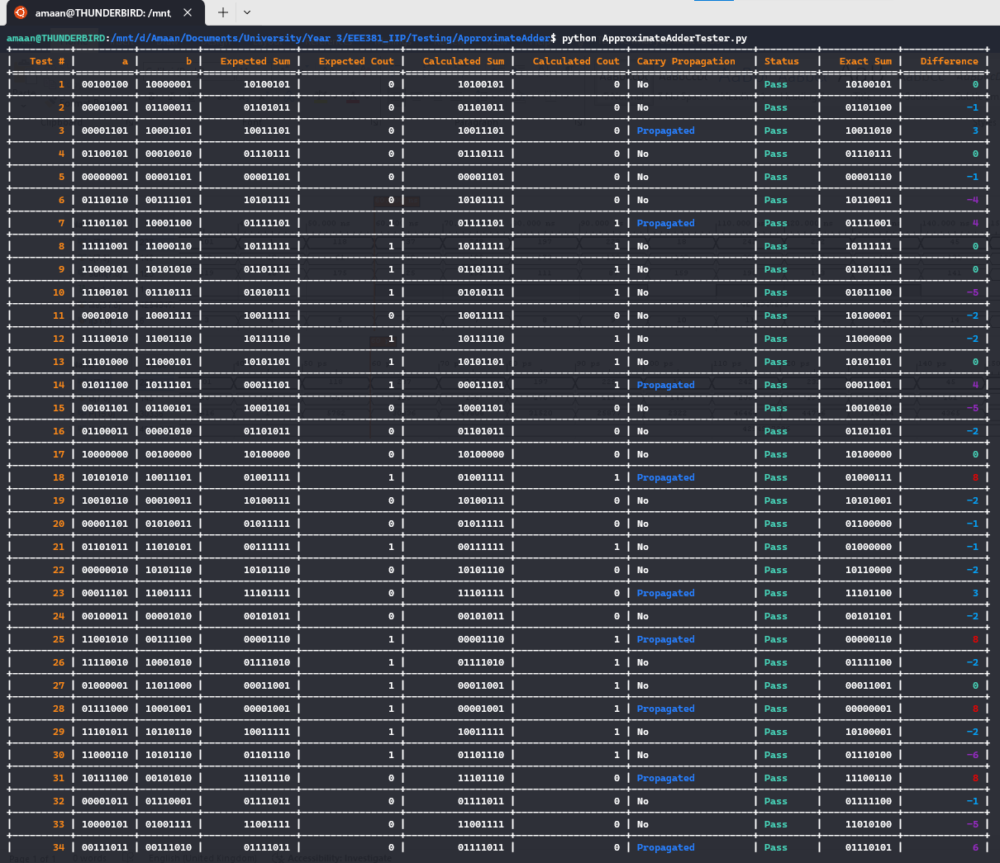 amaan@THUNDERBIRD: /mnt,
amaan@THUNDERBIRD:/mnt/d/Amaan/Documents/University/Year 3/EEE381_IIP/Testing/ApproximateAdder$ python ApproximateAdderTester.py
| Test # | a | b | Expected Sum | Expected Cout | Calculated Sum | Calculated Cout | Carry Propagation | Status | Exact Sum | Difference |
| 1 | 00100100 | 10000001 | 10100101 | 0 | 10100101 | 0 | No | Pass | 10100101 | 0 |
| 2 | 00001001 | 01100011 | 01101011 | 0 | 01101011 | 0 | No | Pass | 01101100 | -1 |
| 3 | 00001101 | 10001101 | 10011101 | 0 | 10011101 | 0 | Propagated | Pass | 10011010 | 3 |
| 4 | 01100101 | 00010010 | 01110111 | 0 | 01110111 | 0 | No | Pass | 01110111 | 0 |
| 5 | 00000001 | 00001101 | 00001101 | 0 | 00001101 | 0 | No | Pass | 00001110 | -1 |
| 6 | 01110110 | 00111101 | 10101111 | 0 | 10101111 | 0 | No | Pass | 10110011 | -4 |
| 7 | 11101101 | 10001100 | 01111101 | 1 | 01111101 | 1 | Propagated | Pass | 01111001 | 4 |
| 8 | 11111001 | 11000110 | 10111111 | 1 | 10111111 | 1 | No | Pass | 10111111 | 0 |
| 9 | 11000101 | 10101010 | 01101111 | 1 | 01101111 | 1 | No | Pass | 01101111 | 0 |
| 10 | 11100101 | 01110111 | 01010111 | 1 | 01010111 | 1 | No | Pass | 01011100 | -5 |
| 11 | 00010010 | 10001111 | 10011111 | 0 | 10011111 | 0 | No | Pass | 10100001 | -2 |
| 12 | 11110010 | 11001110 | 10111110 | 1 | 10111110 | 1 | No | Pass | 11000000 | -2 |
| 13 | 11101000 | 11000101 | 10101101 | 1 | 10101101 | 1 | No | Pass | 10101101 | 0 |
| 14 | 01011100 | 10111101 | 00011101 | 1 | 00011101 | 1 | Propagated | Pass | 00011001 | 4 |
| 15 | 00101101 | 01100101 | 10001101 | 0 | 10001101 | 0 | No | Pass | 10010010 | -5 |
| 16 | 01100011 | 00001010 | 01101011 | 0 | 01101011 | 0 | No | Pass | 01101101 | -2 |
| 17 | 10000000 | 00100000 | 10100000 | 0 | 10100000 | 0 | No | Pass | 10100000 | 0 |
| 18 | 10101010 | 10011101 | 01001111 | 1 | 01001111 | 1 | Propagated | Pass | 01000111 | 8 |
| 19 | 10010110 | 00010011 | 10100111 | 0 | 10100111 | 0 | No | Pass | 10101001 | -2 |
| 20 | 00001101 | 01010011 | 01011111 | 0 | 01011111 | 0 | No | Pass | 01100000 | -1 |
| 21 | 01101011 | 11010101 | 00111111 | 1 | 00111111 | 1 | No | Pass | 01000000 | -1 |
| 22 | 00000010 | 10101110 | 10101110 | 0 | 10101110 | 0 | No | Pass | 10110000 | -2 |
| 23 | 00011101 | 11001111 | 11101111 | 0 | 11101111 | 0 | Propagated | Pass | 11101100 | 3 |
| 24 | 00100011 | 00001010 | 00101011 | 0 | 00101011 | 0 | No | Pass | 00101101 | -2 |
| 25 | 11001010 | 00111100 | 00001110 | 1 | 00001110 | 1 | Propagated | Pass | 00000110 | 8 |
| 26 | 11110010 | 10001010 | 01111010 | 1 | 01111010 | 1 | No | Pass | 01111100 | -2 |
| 27 | 01000001 | 11011000 | 00011001 | 1 | 00011001 | 1 | No | Pass | 00011001 | 0 |
| 28 | 01111000 | 10001001 | 00001001 | 1 | 00001001 | 1 | Propagated | Pass | 00000001 | 8 |
| 29 | 11101011 | 10110110 | 10011111 | 1 | 10011111 | 1 | No | Pass | 10100001 | -2 |
| 30 | 11000110 | 10101110 | 01101110 | 1 | 01101110 | 1 | No | Pass | 01110100 | -6 |
| 31 | 10111100 | 00101010 | 11101110 | 0 | 11101110 | 0 | Propagated | Pass | 11100110 | 8 |
| 32 | 00001011 | 01110001 | 01111011 | 0 | 01111011 | 0 | No | Pass | 01111100 | -1 |
| 33 | 10000101 | 01001111 | 11001111 | 0 | 11001111 | 0 | No | Pass | 11010100 | -5 |
| 34 | 00111011 | 00111010 | 01111011 | 0 | 01111011 | 0 | Propagated | Pass | 01110101 | 6 |